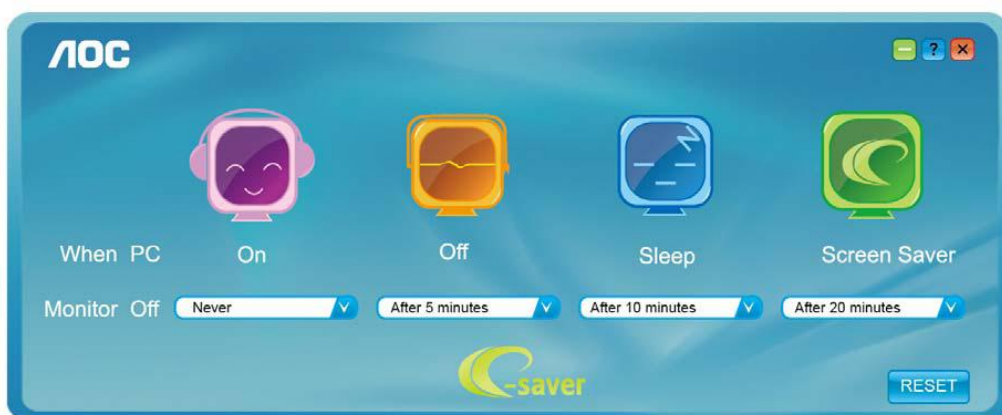 AOC
?
When PC On Off Sleep Screen Saver
Monitor Off Never After 5 minutes After 10 minutes After 20 minutes
e-saver
RESET